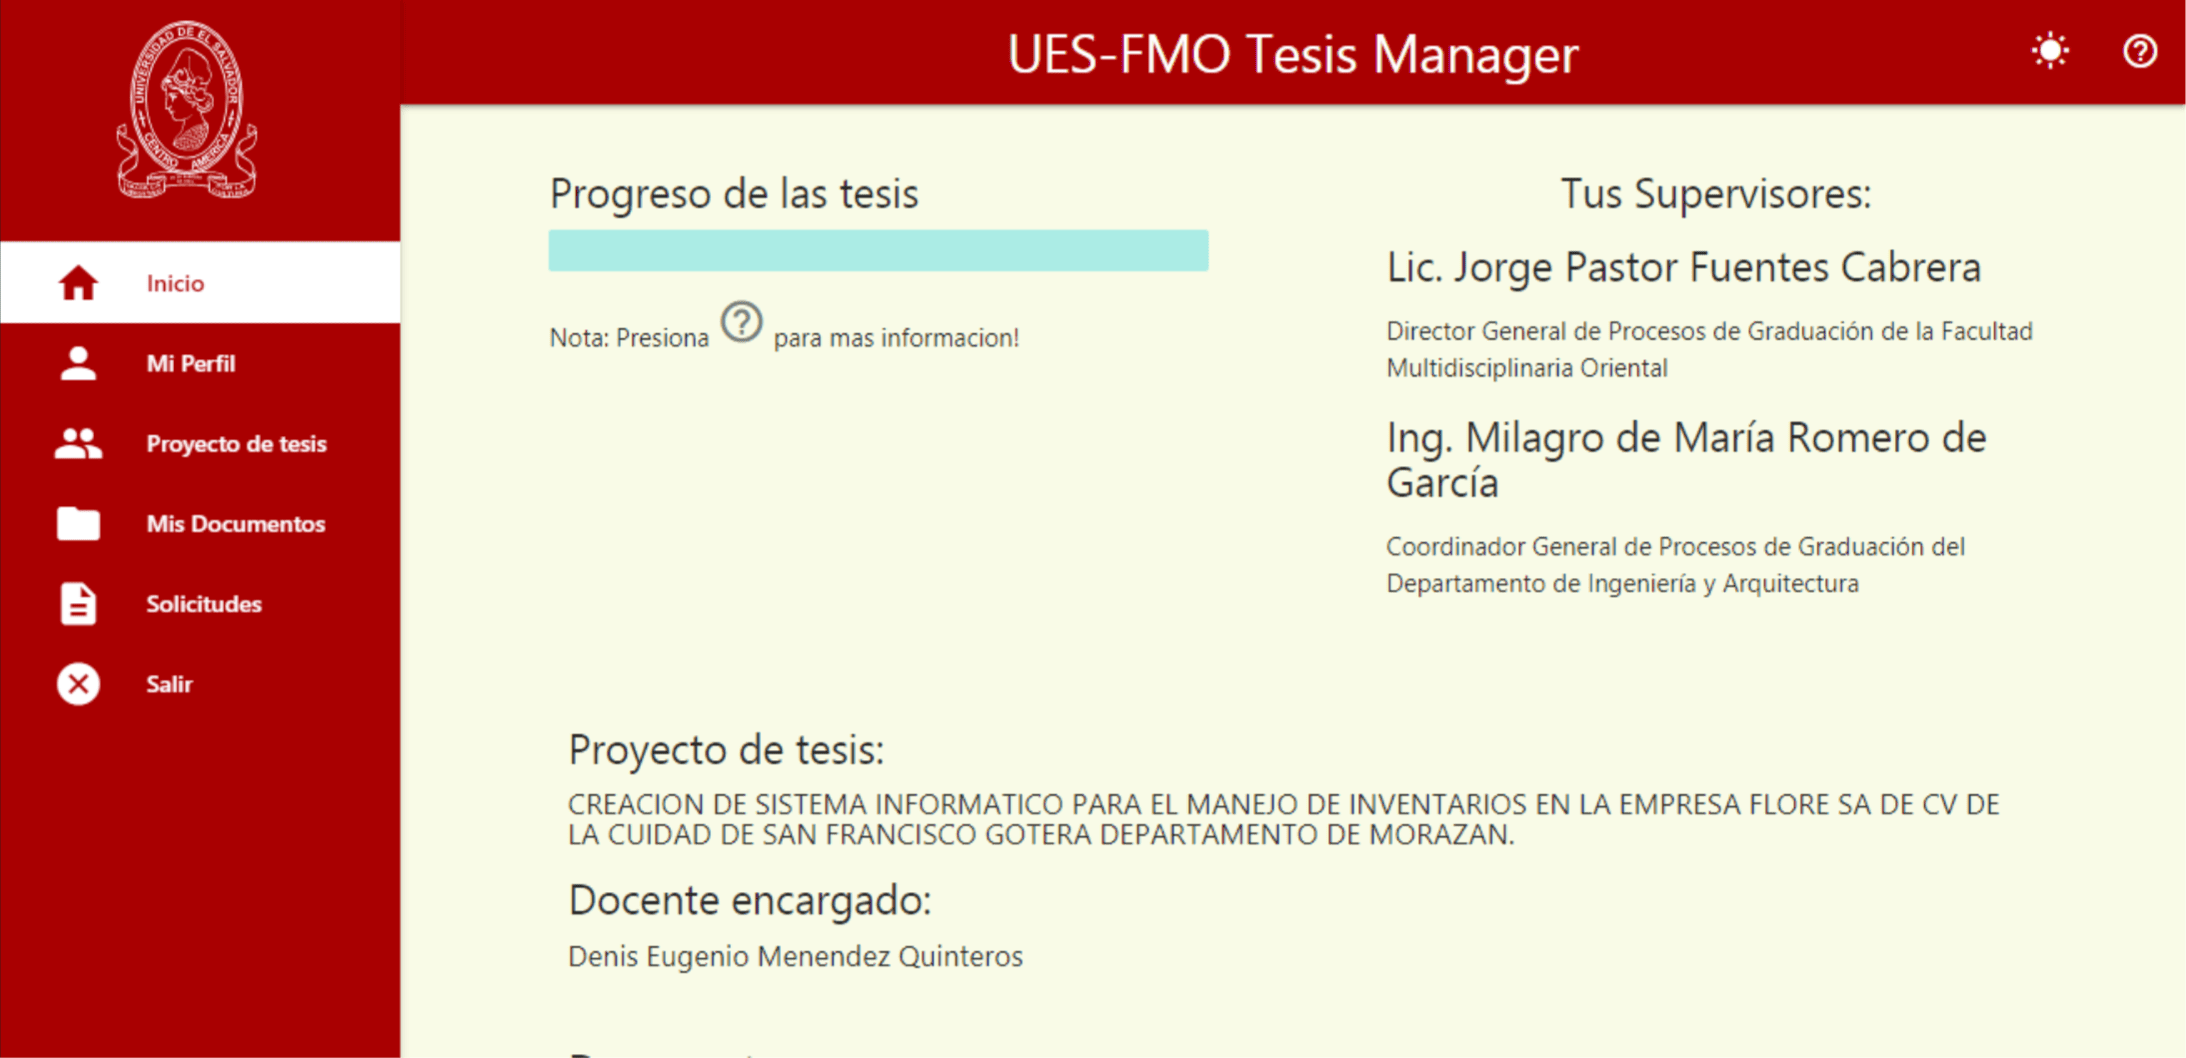 UNIVERSIDAD DE EL SALVADOR
CENTRO AMERICA
UES-FMO Tesis Manager
Inicio
Mi Perfil
Proyecto de tesis
Mis Documentos
Solicitudes
Salir
Progreso de las tesis
Nota: Presiona ? para mas informacion!
Tus Supervisores:
Lic. Jorge Pastor Fuentes Cabrera
Director General de Procesos de Graduación de la Facultad
Multidisciplinaria Oriental
Ing. Milagro de María Romero de
García
Coordinador General de Procesos de Graduación del
Departamento de Ingeniería y Arquitectura
Proyecto de tesis:
CREACION DE SISTEMA INFORMATICO PARA EL MANEJO DE INVENTARIOS EN LA EMPRESA FLORE SA DE CV DE
LA CUIDAD DE SAN FRANCISCO GOTERA DEPARTAMENTO DE MORAZAN.
Docente encargado:
Denis Eugenio Menendez Quinteros